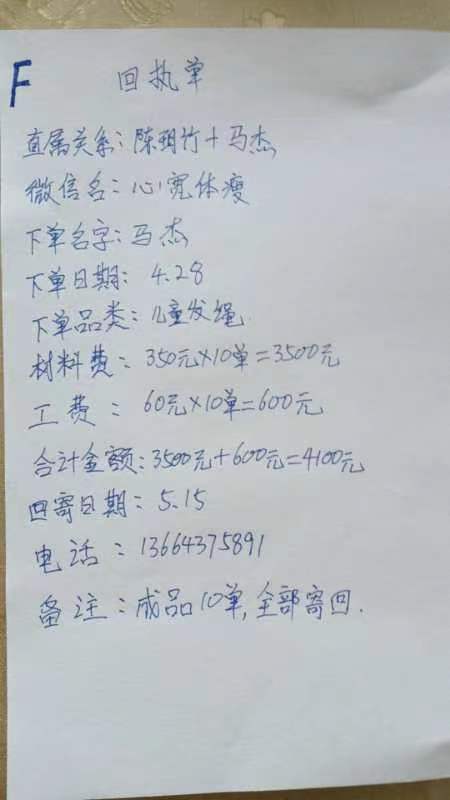 F 回执单
直属关系：陈玥竹+马杰
微信名：心宽体瘦
下单名字：马杰
下单日期：4.28
下单品类：儿童发绳
材料费：350元×10单=3500元
工费：60元×10单=600元
合计金额：3500元+600元=4100元
回寄日期：5.15
电话：13664375891
备注：成品10单,全部寄回.